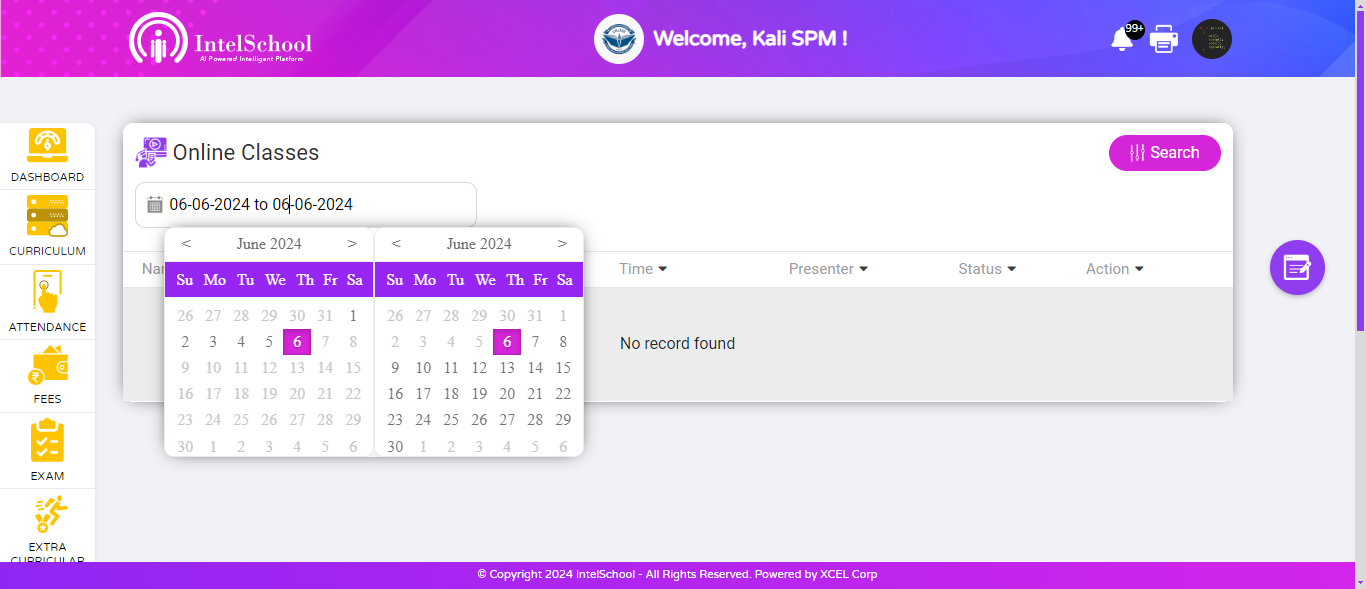 IntelSchool
AI Powered Intelligent Platform
Welcome, Kali SPM !
99+
DASHBOARD
CURRICULUM
ATTENDANCE
FEES
EXAM
EXTRA
CURRICULAR
Online Classes
Search
06-06-2024 to 06-06-2024
Time
Presenter
Status
Action
< June 2024 >
Su Mo Tu We Th Fr Sa
26 27 28 29 30 31 1
2 3 4 5 6 7 8
9 10 11 12 13 14 15
16 17 18 19 20 21 22
23 24 25 26 27 28 29
30 1 2 3 4 5 6
< June 2024 >
Su Mo Tu We Th Fr Sa
26 27 28 29 30 31 1
2 3 4 5 6 7 8
9 10 11 12 13 14 15
16 17 18 19 20 21 22
23 24 25 26 27 28 29
30 1 2 3 4 5 6
No record found
© Copyright 2024 IntelSchool - All Rights Reserved. Powered by XCEL Corp